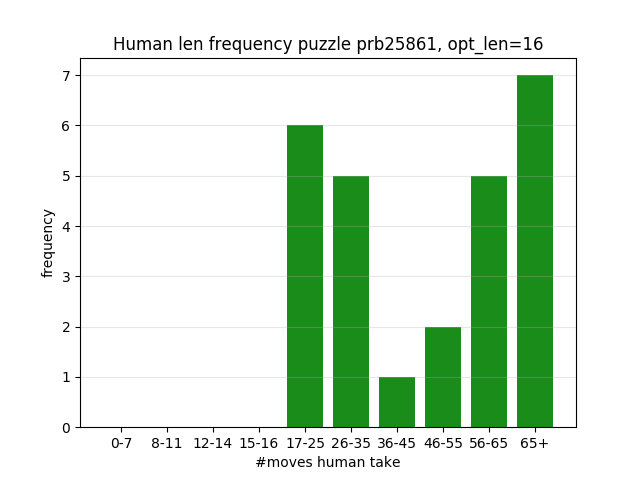 Human len frequency puzzle prb25861, opt_len=16
7
6
5
4
3
2
1
0
frequency
0-7 8-11 12-14 15-16 17-25 26-35 36-45 46-55 56-65 65+
#moves human take